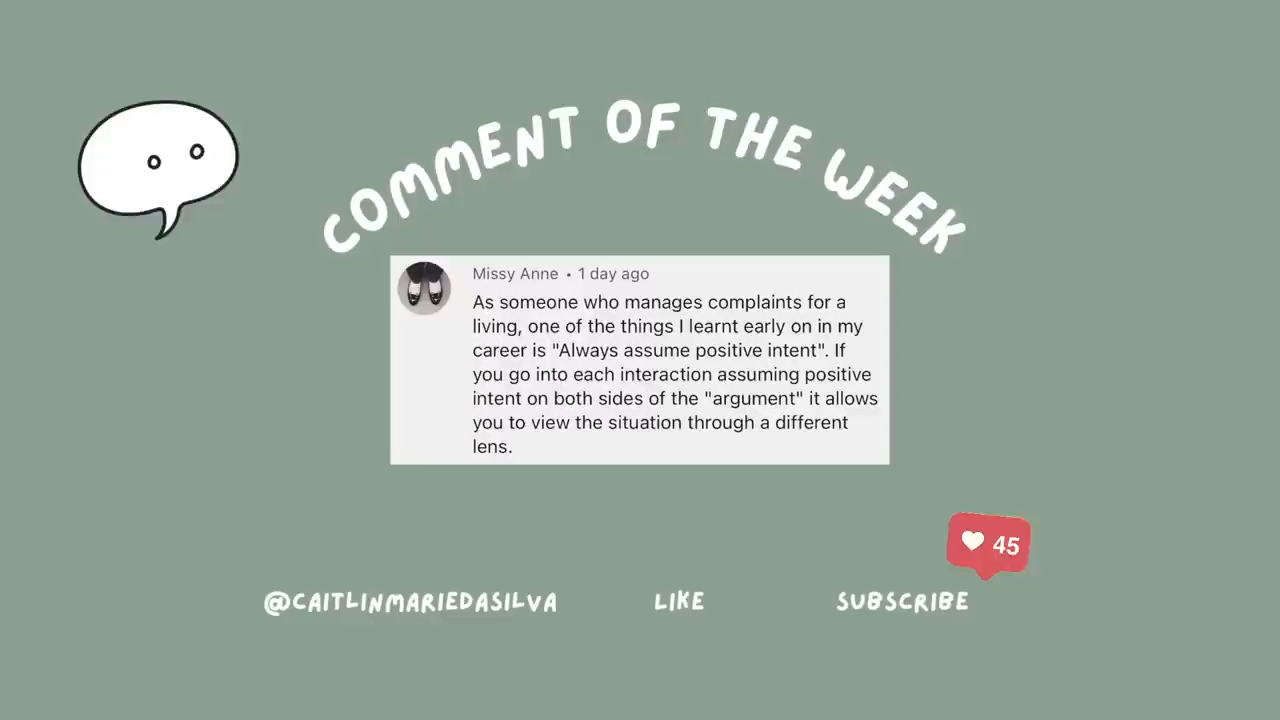 COMMENT OF THE WEEK
Missy Anne • 1 day ago
As someone who manages complaints for a
living, one of the things I learnt early on in my
career is "Always assume positive intent". If
you go into each interaction assuming positive
intent on both sides of the "argument" it allows
you to view the situation through a different
lens.
45
@CAITLINMARIEDASILVA LIKE SUBSCRIBE